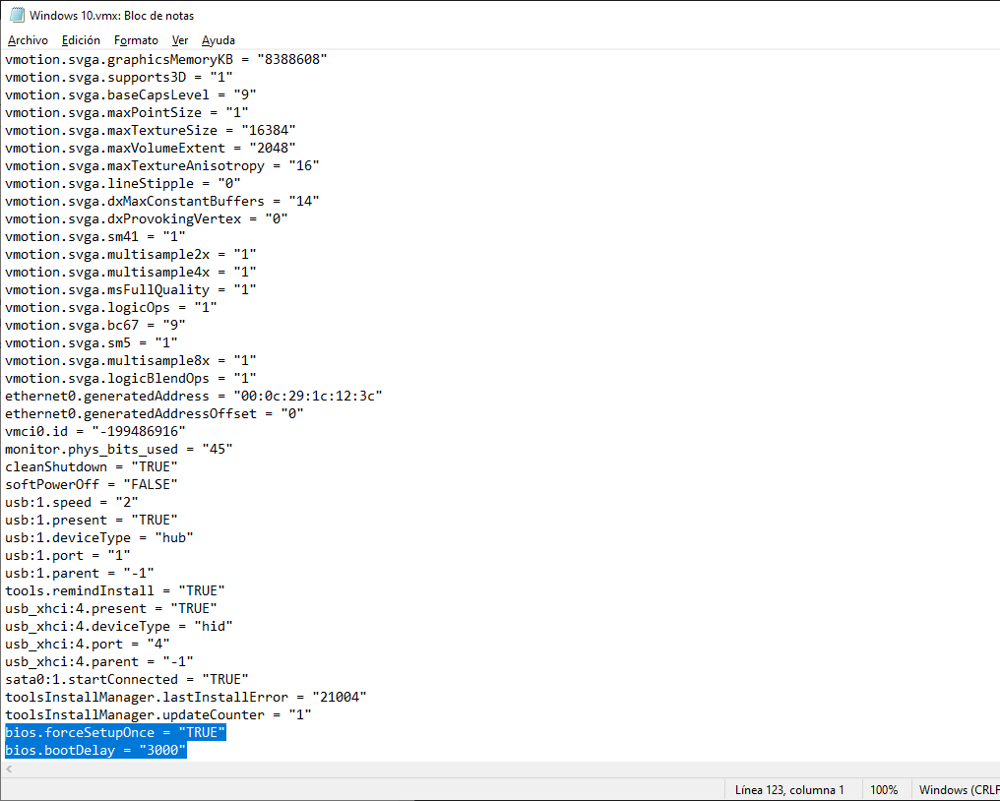 Windows 10.vmx: Bloc de notas
Archivo Edición Formato Ver Ayuda
vmotion.svga.graphicsMemoryKB = "8388608"
vmotion.svga.supports3D = "1"
vmotion.svga.baseCapsLevel = "9"
vmotion.svga.maxPointSize = "1"
vmotion.svga.maxTextureSize = "16384"
vmotion.svga.maxVolumeExtent = "2048"
vmotion.svga.maxTextureAnisotropy = "16"
vmotion.svga.lineStipple = "0"
vmotion.svga.dxMaxConstantBuffers = "14"
vmotion.svga.dxProvokingVertex = "0"
vmotion.svga.sm41 = "1"
vmotion.svga.multisample2x = "1"
vmotion.svga.multisample4x = "1"
vmotion.svga.msFullQuality = "1"
vmotion.svga.logicOps = "1"
vmotion.svga.bc67 = "9"
vmotion.svga.sm5 = "1"
vmotion.svga.multisample8x = "1"
vmotion.svga.logicBlendOps = "1"
ethernet0.generatedAddress = "00:0c:29:1c:12:3c"
ethernet0.generatedAddressOffset = "0"
vmci0.id = "-199486916"
monitor.phys_bits_used = "45"
cleanShutdown = "TRUE"
softPowerOff = "FALSE"
usb:1.speed = "2"
usb:1.present = "TRUE"
usb:1.deviceType = "hub"
usb:1.port = "1"
usb:1.parent = "-1"
tools.remindInstall = "TRUE"
usb_xhci:4.present = "TRUE"
usb_xhci:4.deviceType = "hid"
usb_xhci:4.port = "4"
usb_xhci:4.parent = "-1"
sata0:1.startConnected = "TRUE"
toolsInstallManager.lastInstallError = "21004"
toolsInstallManager.updateCounter = "1"
bios.forceSetupOnce = "TRUE"
bios.bootDelay = "3000"
Línea 123, columna 1 100% Windows (CRLF